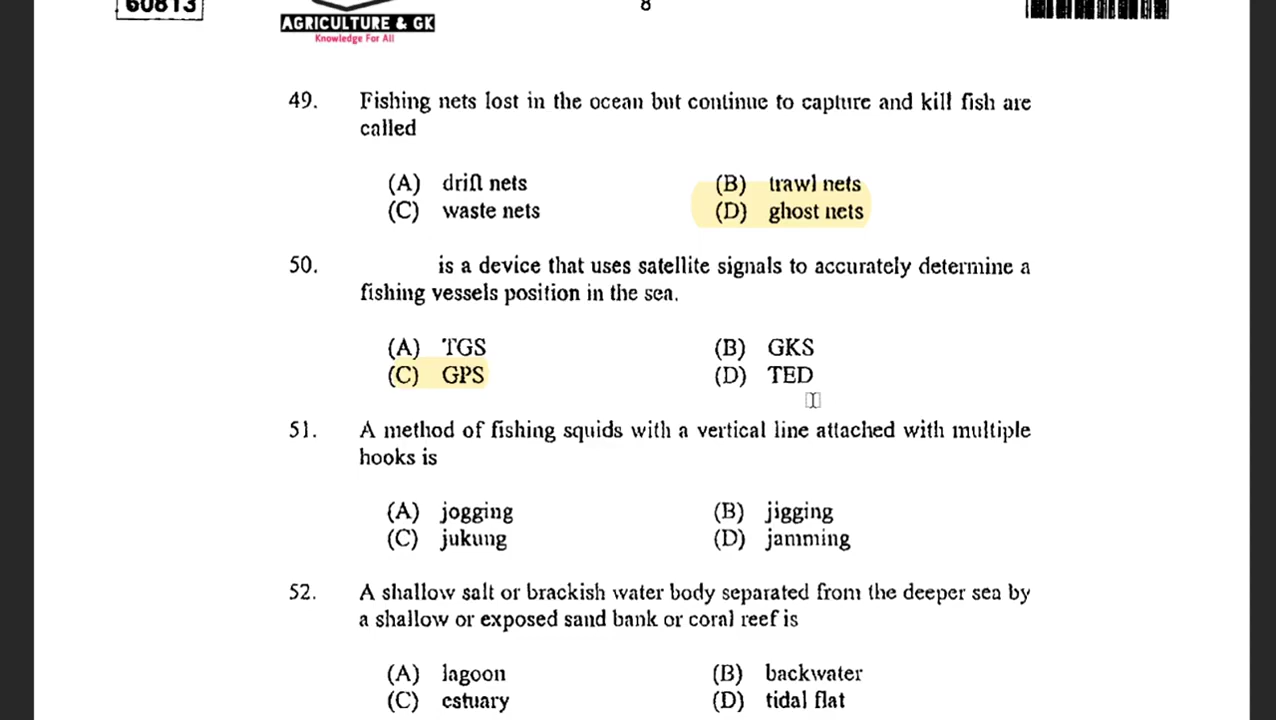 60813
8
AGRICULTURE & GK
Knowledge For All
49. Fishing nets lost in the ocean but continue to capture and kill fish are
called
(A) drift nets (B) trawl nets
(C) waste nets (D) ghost nets
50. is a device that uses satellite signals to accurately determine a
fishing vessels position in the sea.
(A) TGS (B) GKS
(C) GPS (D) TED
51. A method of fishing squids with a vertical line attached with multiple
hooks is
(A) jogging (B) jigging
(C) jukung (D) jamming
52. A shallow salt or brackish water body separated from the deeper sea by
a shallow or exposed sand bank or coral reef is
(A) lagoon (B) backwater
(C) estuary (D) tidal flat